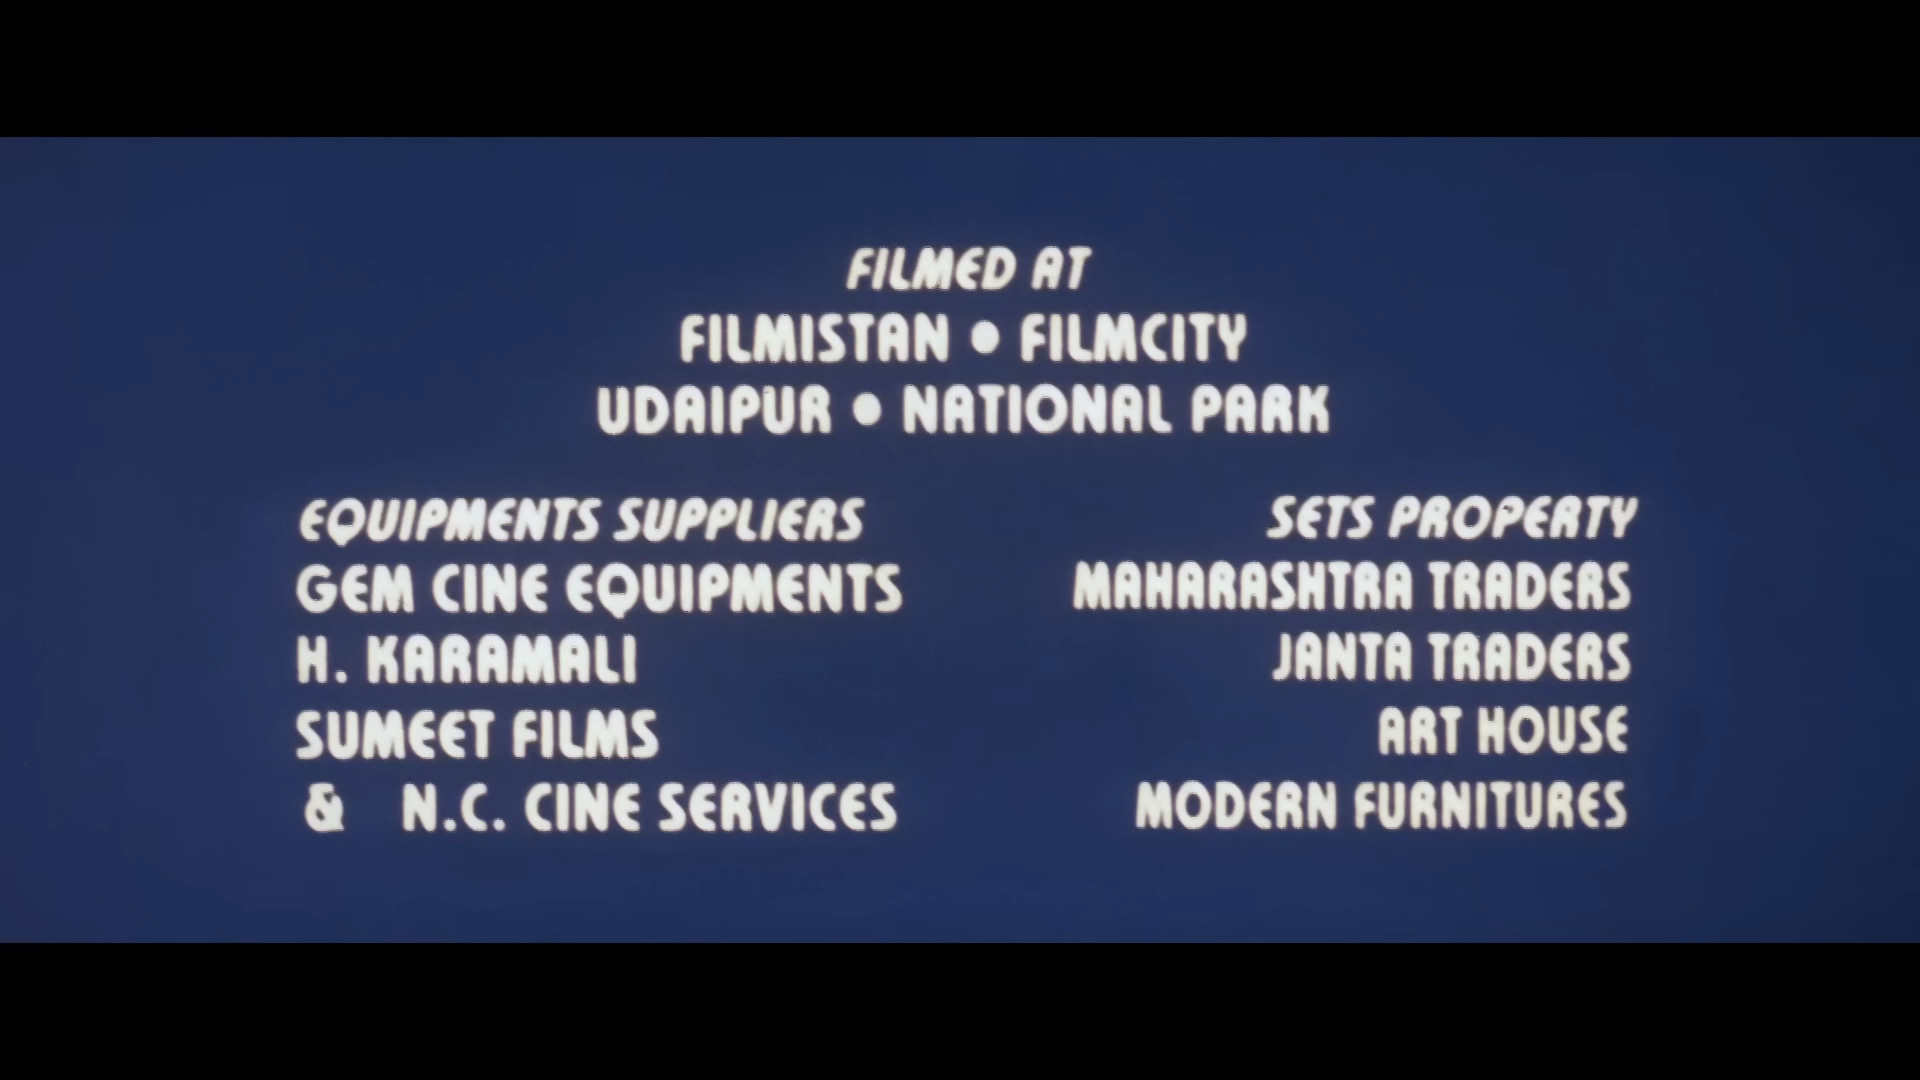 FILMED AT
FILMISTAN • FILMCITY
UDAIPUR • NATIONAL PARK
EQUIPMENTS SUPPLIERS
GEM CINE EQUIPMENTS
H. KARAMALI
SUMEET FILMS
& N.C. CINE SERVICES
SETS PROPERTY
MAHARASHTRA TRADERS
JANTA TRADERS
ART HOUSE
MODERN FURNITURES